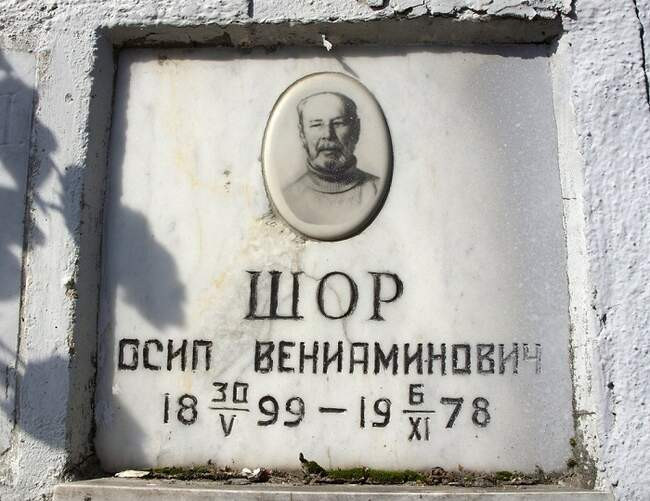 ШОР
ОСИП ВЕНИАМИНОВИЧ
18 30/V 99 – 19 6/XI 78